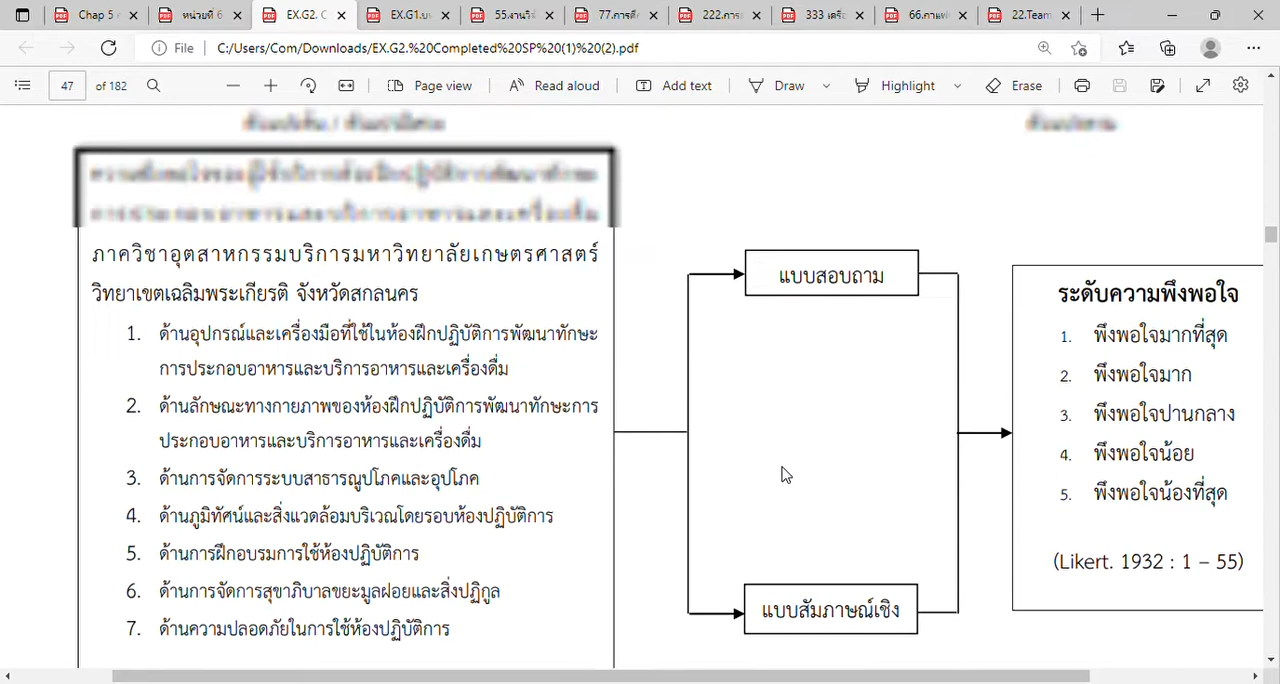 Chap 5
หน่วยที่ 6
EX.G2. C
EX.G1.บท
55.งานวิจั
77.การศึก
222.การเ
333 เครื่อ
66.กาแฟ
22.Team
File
C:/Users/Com/Downloads/EX.G2.%20Completed%20SP%20(1)%20(2).pdf
47 of 182
Page view
Read aloud
Add text
Draw
Highlight
Erase
ภาควิชาอุตสาหกรรมบริการมหาวิทยาลัยเกษตรศาสตร์
วิทยาเขตเฉลิมพระเกียรติ จังหวัดสกลนคร
1. ด้านอุปกรณ์และเครื่องมือที่ใช้ในห้องฝึกปฏิบัติการพัฒนาทักษะ
การประกอบอาหารและบริการอาหารและเครื่องดื่ม
2. ด้านลักษณะทางกายภาพของห้องฝึกปฏิบัติการพัฒนาทักษะการ
ประกอบอาหารและบริการอาหารและเครื่องดื่ม
3. ด้านการจัดการระบบสาธารณูปโภคและอุปโภค
4. ด้านภูมิทัศน์และสิ่งแวดล้อมบริเวณโดยรอบห้องปฏิบัติการ
5. ด้านการฝึกอบรมการใช้ห้องปฏิบัติการ
6. ด้านการจัดการสุขาภิบาลขยะมูลฝอยและสิ่งปฏิกูล
7. ด้านความปลอดภัยในการใช้ห้องปฏิบัติการ
แบบสอบถาม
แบบสัมภาษณ์เชิง
ระดับความพึงพอใจ
1. พึงพอใจมากที่สุด
2. พึงพอใจมาก
3. พึงพอใจปานกลาง
4. พึงพอใจน้อย
5. พึงพอใจน้องที่สุด
(Likert. 1932 : 1 – 55)